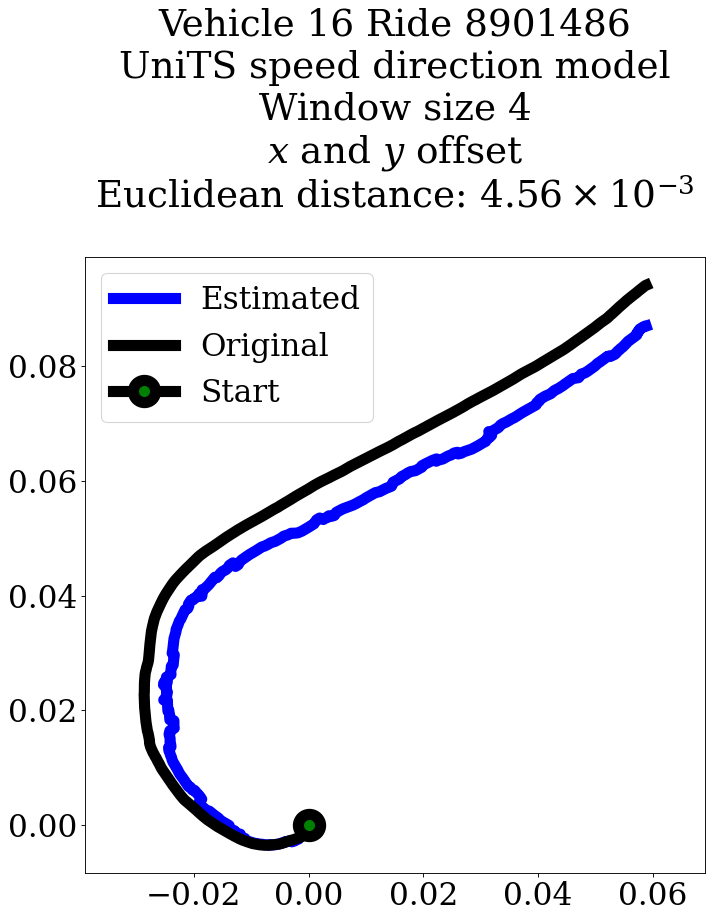 Vehicle 16 Ride 8901486
UniTS speed direction model
Window size 4
x and y offset
Euclidean distance: 4.56 × 10⁻³
Estimated
Original
Start
0.08
0.06
0.04
0.02
0.00
−0.02 0.00 0.02 0.04 0.06